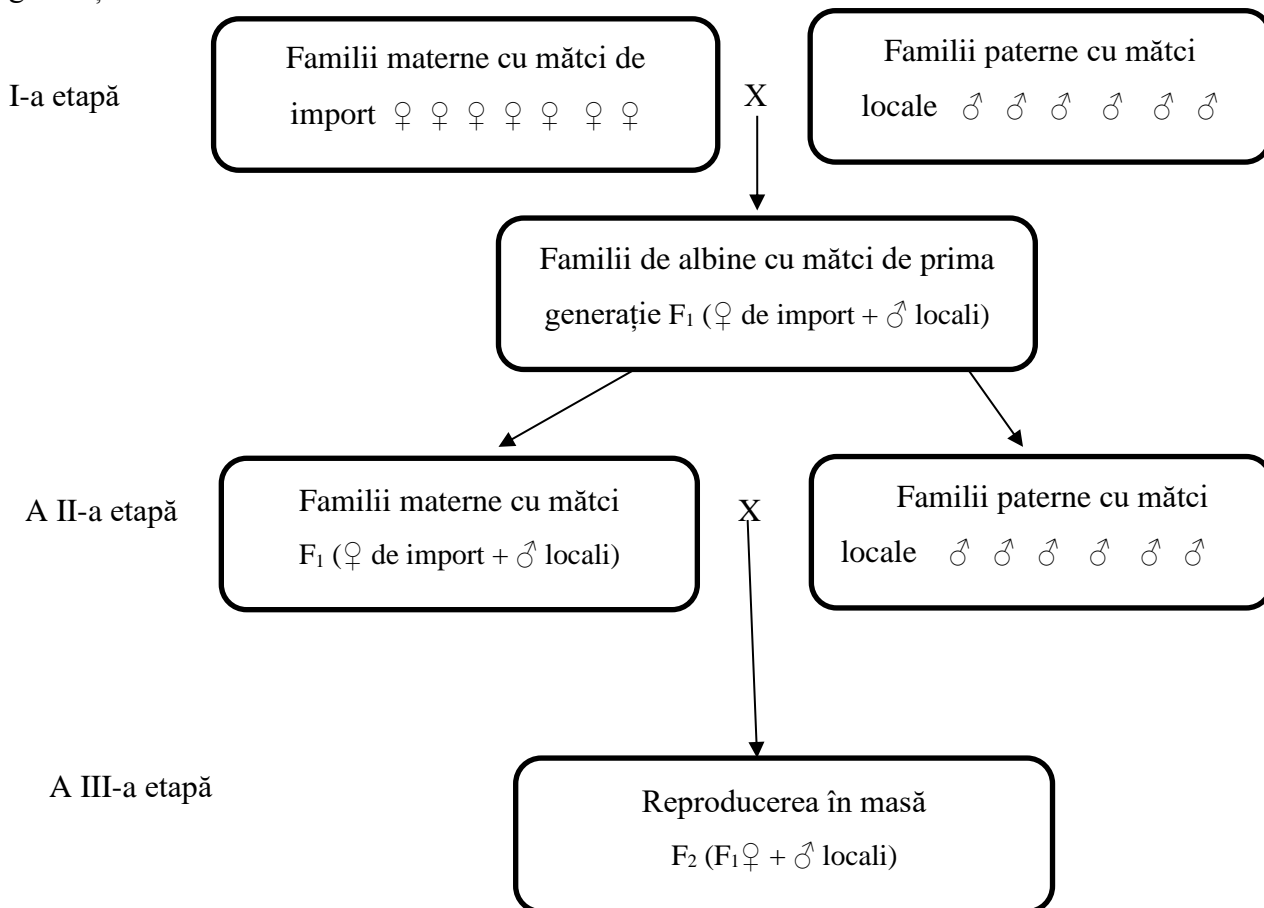 I-a etapă
Familii materne cu mătci de
import ♀ ♀ ♀ ♀ ♀ ♀ ♀
X
Familii paterne cu mătci
locale ♂ ♂ ♂ ♂ ♂ ♂
Familii de albine cu mătci de prima
generație F₁ (♀ de import + ♂ locali)
A II-a etapă
Familii materne cu mătci
F₁ (♀ de import + ♂ locali)
X
Familii paterne cu mătci
locale ♂ ♂ ♂ ♂ ♂ ♂
A III-a etapă
Reproducerea în masă
F₂ (F₁♀ + ♂ locali)